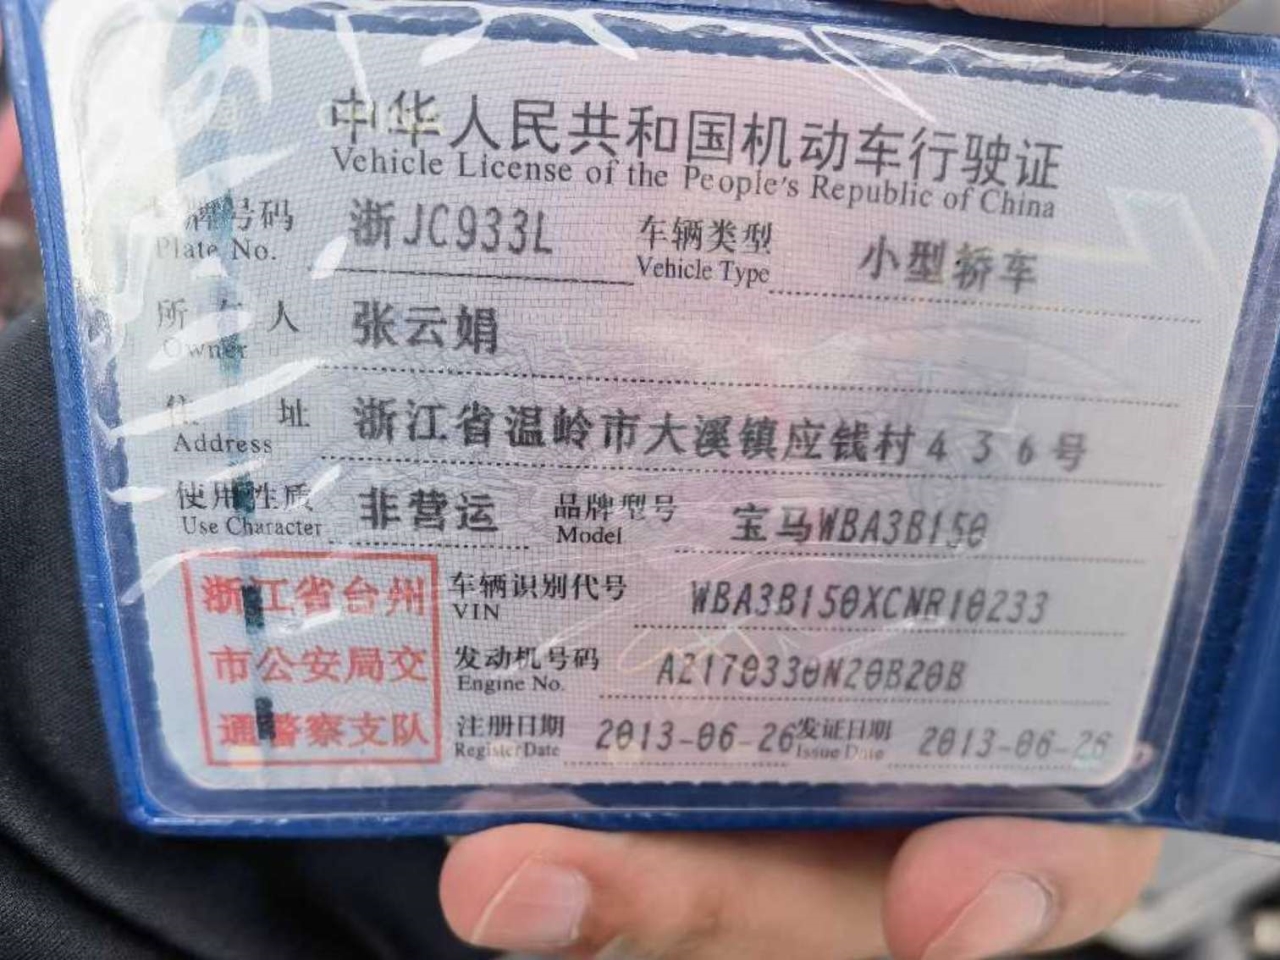 中华人民共和国机动车行驶证
Vehicle License of the People's Republic of China
号牌号码 浙JC933L 车辆类型 小型轿车
Plate No. Vehicle Type
所有人 张云娟
Owner
住址 浙江省温岭市大溪镇应钱村436号
Address
使用性质 非营运 品牌型号 宝马WBA3B150
Use Character Model
浙江省台州市公安局交通警察支队
车辆识别代号 WBA3B150XCNR10233
VIN
发动机号码 A2170330N20B20B
Engine No.
注册日期 2013-06-26 发证日期 2013-06-26
Register Date Issue Date